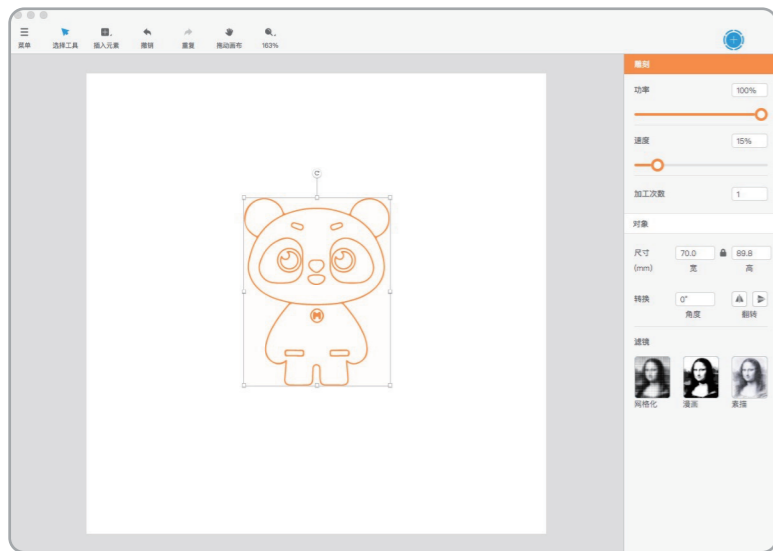 菜单 选择工具 插入元素 撤销 重复 拖动画布 163%
雕刻
功率 100%
速度 15%
加工次数 1
对象
尺寸 70.0 89.8
(mm) 宽 高
转换 0°
角度 翻转
滤镜
网格化 漫画 素描
M